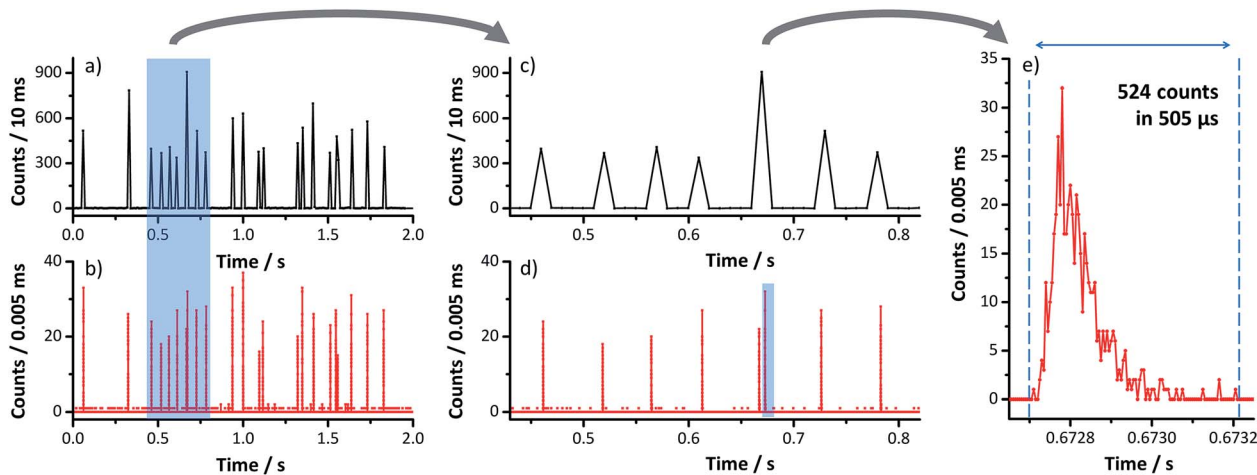 a)
Counts / 10 ms
900
600
300
0
0.0 0.5 1.0 1.5 2.0
Time / s
b)
Counts / 0.005 ms
40
20
0
0.0 0.5 1.0 1.5 2.0
Time / s
c)
Counts / 10 ms
900
600
300
0
0.5 0.6 0.7 0.8
Time / s
d)
Counts / 0.005 ms
40
20
0
0.5 0.6 0.7 0.8
Time / s
e)
524 counts
in 505 µs
Counts / 0.005 ms
35
30
25
20
15
10
5
0
0.6728 0.6730 0.6732
Time / s